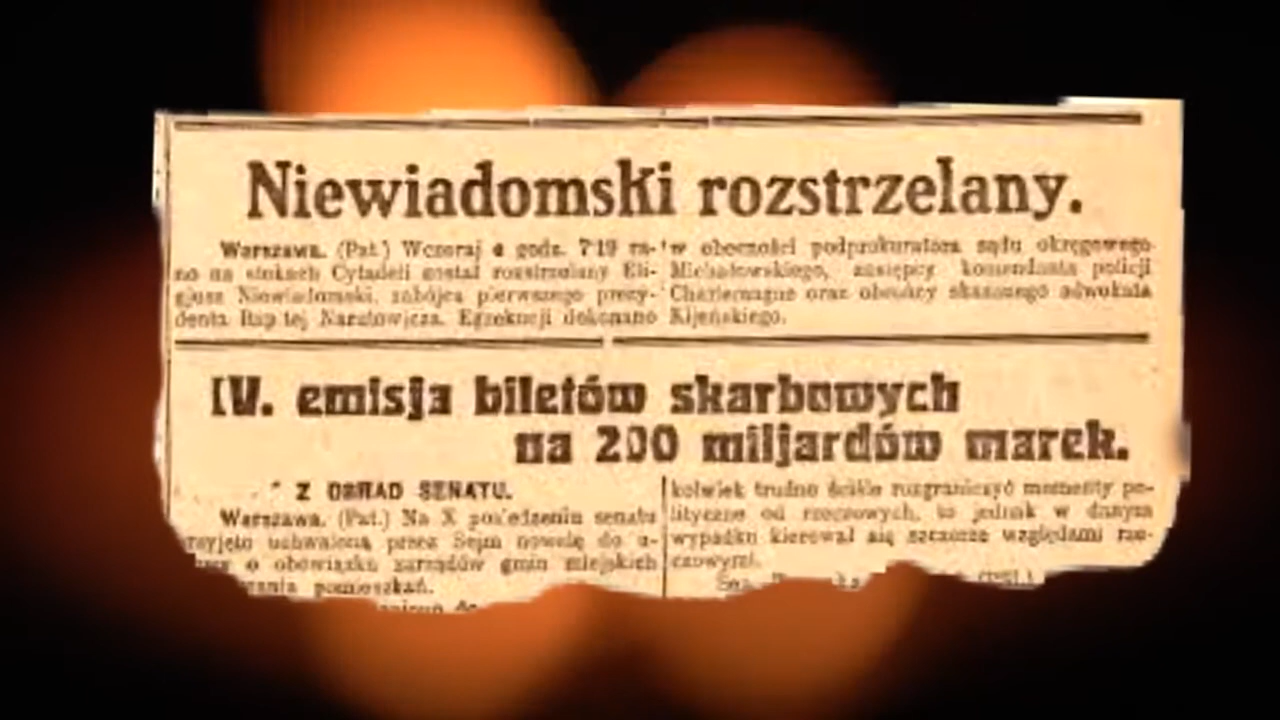 Niewiadomski rozstrzelany.
Warszawa. (Pat.) Wczoraj o godz. 7·19 ra-
no na stokach Cytadeli został rozstrzelany Eli-
gjusz Niewiadomski, zabójca pierwszego prezy-
denta Rzp tej Narutowicza. Egzekucji dokonano
w obecności podprokuratora sądu okręgowego
Michałowskiego, zastępcy komendanta policji
Charlemagne oraz obrońcy skazanego adwokata
Kijeńskiego.
IV. emisja biletów skarbowych
na 200 miljardów marek.
Z OBRAD SENATU.
Warszawa. (Pat.) Na X posiedzeniu senatu
przyjęto uchwaloną przez Sejm nowelę do u-
o obowiązku zarządów gmin miejskich
pomieszkań.
kolwiek trudno ściśle rozgraniczyć momenty po-
lityczne od rzeczowych, to jednak w danym
wypadku kierował się szczerze względami rze-
czowymi.